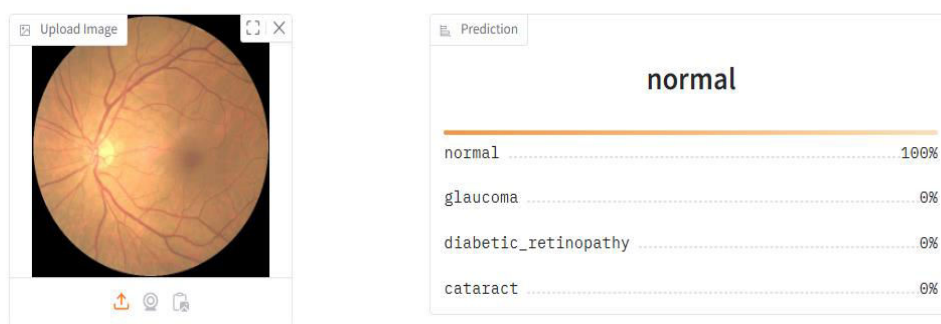 Upload Image
Prediction
normal
normal 100%
glaucoma 0%
diabetic_retinopathy 0%
cataract 0%